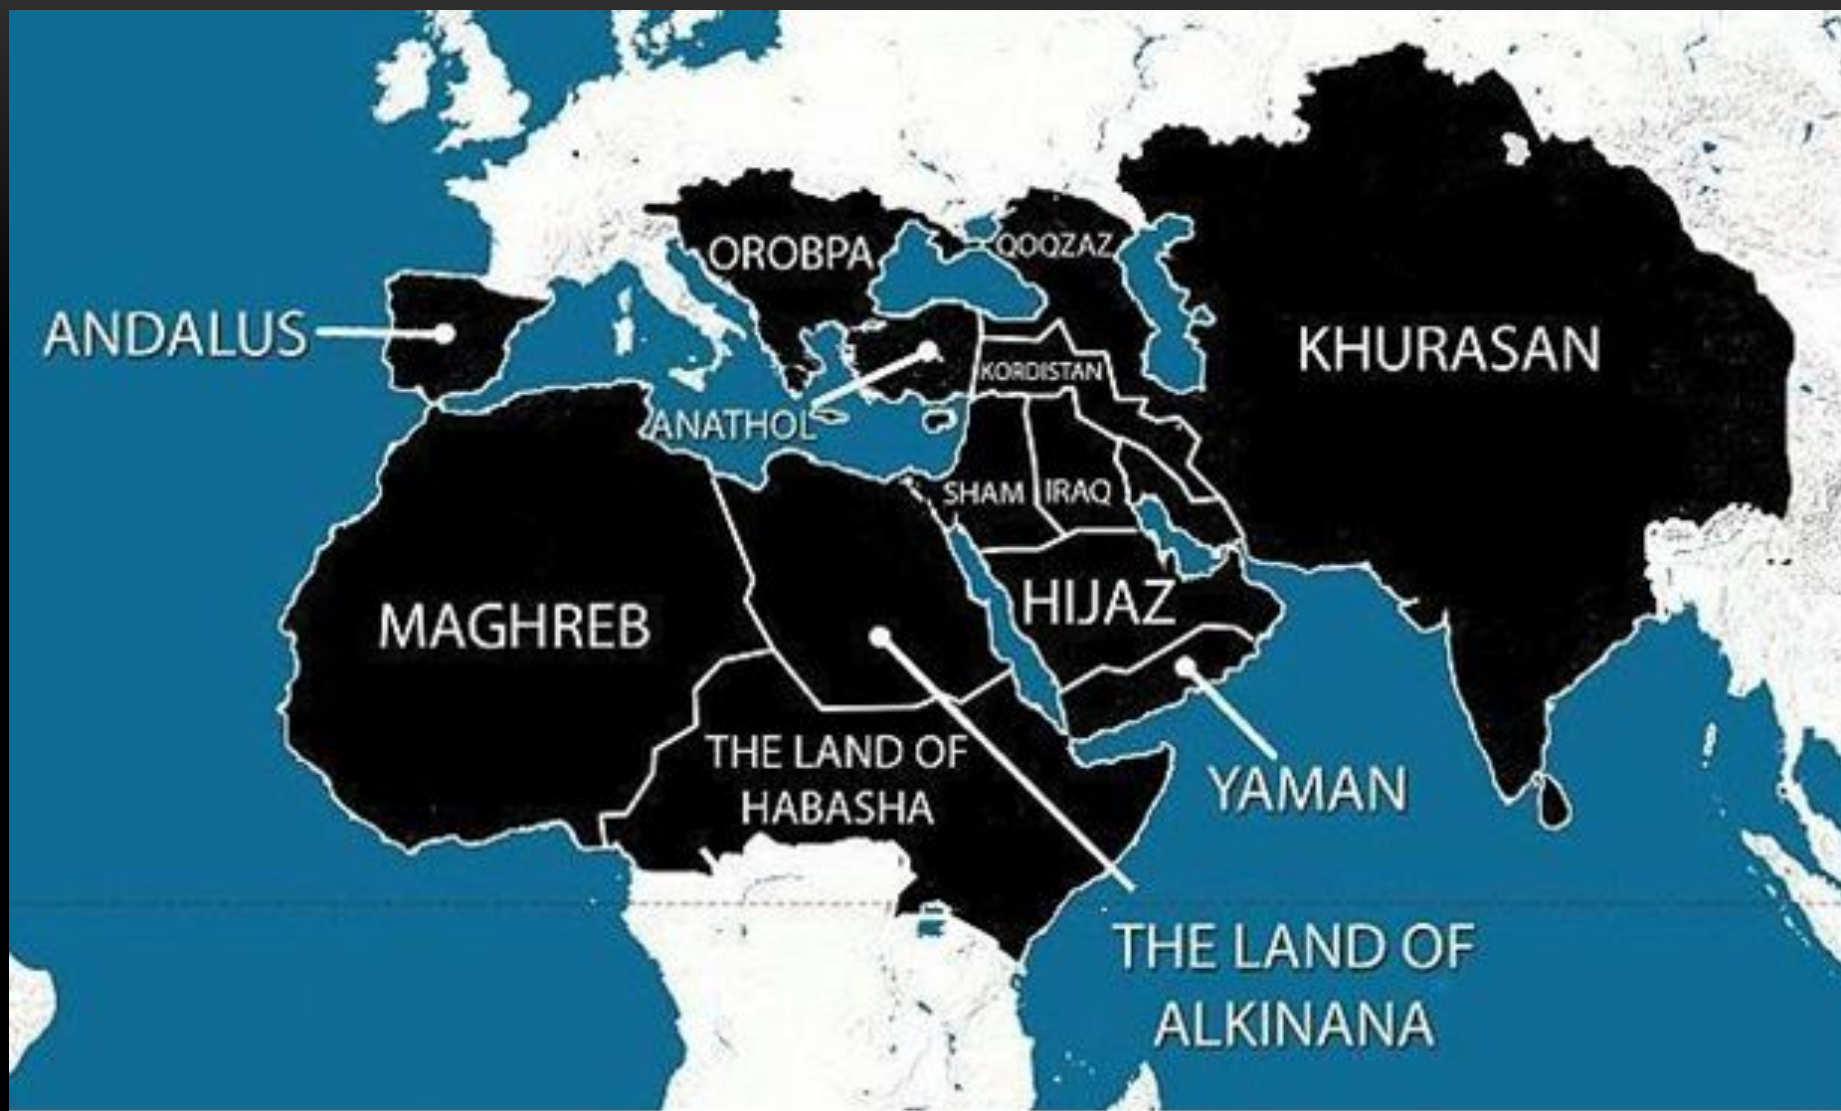 OROBPA
QOQZAZ
ANDALUS
KHURASAN
KORDISTAN
ANATHOL
SHAM
IRAQ
MAGHREB
HIJAZ
THE LAND OF
HABASHA
YAMAN
THE LAND OF
ALKINANA